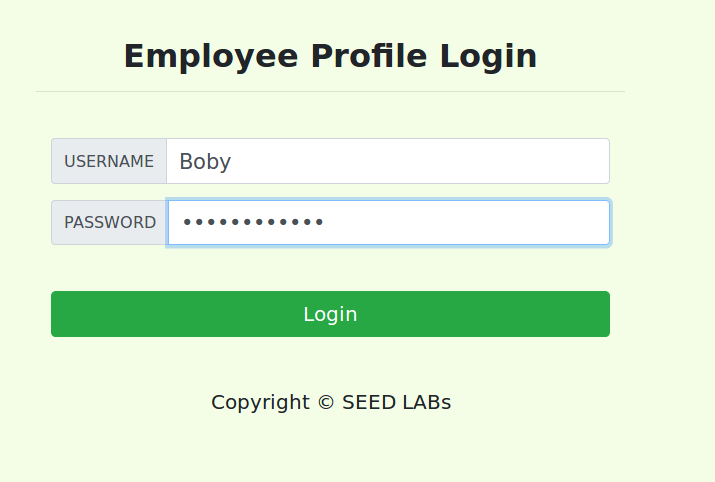 Employee Profile Login
USERNAME Boby
PASSWORD ••••••••••••
Login
Copyright © SEED LABs